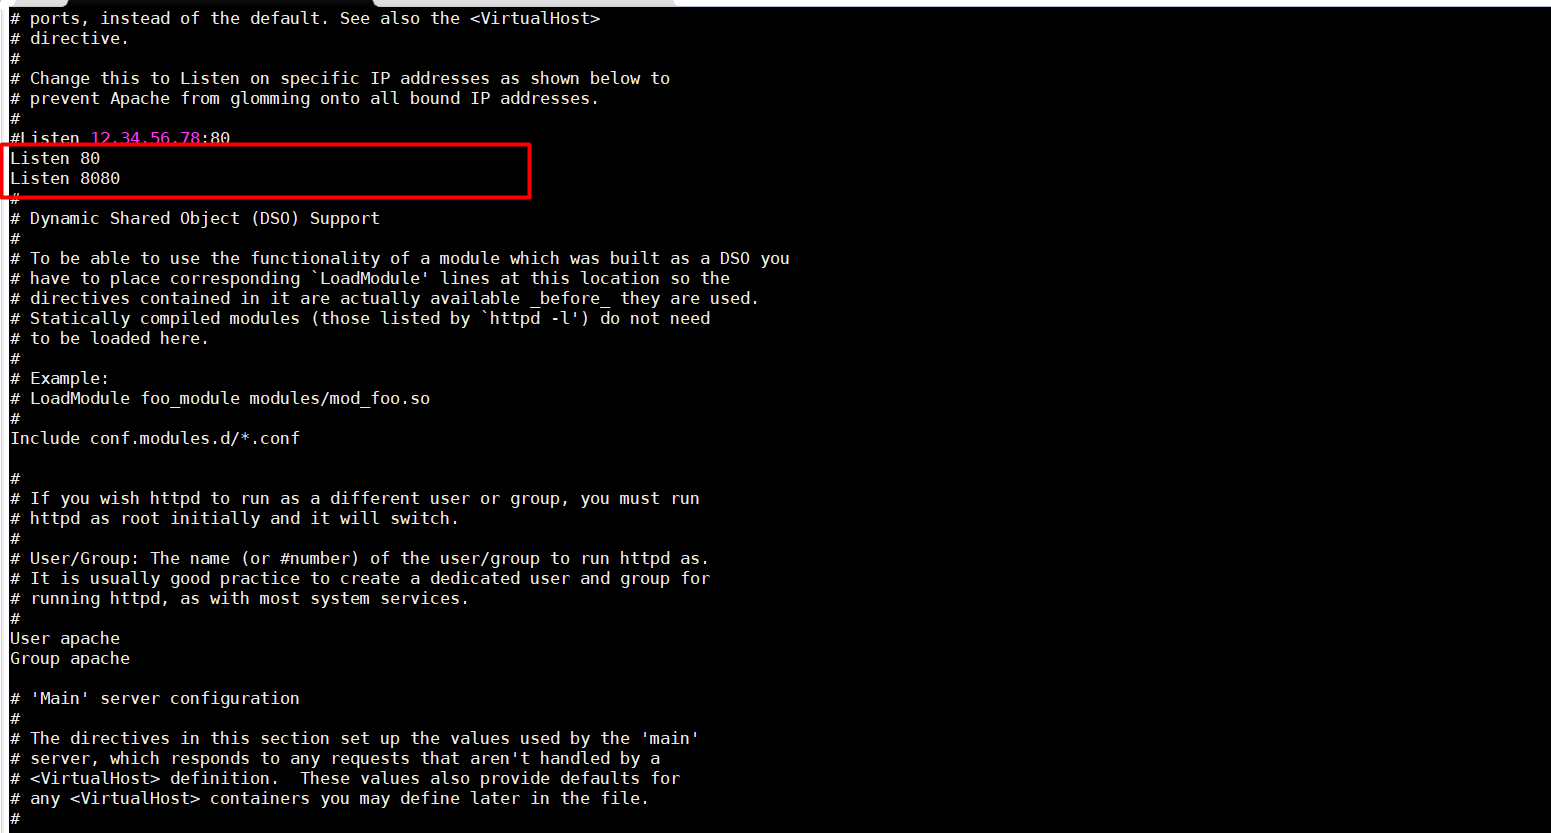 # ports, instead of the default. See also the <VirtualHost>
# directive.
#
# Change this to Listen on specific IP addresses as shown below to
# prevent Apache from glomming onto all bound IP addresses.
#
#Listen 12.34.56.78:80
Listen 80
Listen 8080
#
# Dynamic Shared Object (DSO) Support
#
# To be able to use the functionality of a module which was built as a DSO you
# have to place corresponding `LoadModule' lines at this location so the
# directives contained in it are actually available _before_ they are used.
# Statically compiled modules (those listed by `httpd -l') do not need
# to be loaded here.
#
# Example:
# LoadModule foo_module modules/mod_foo.so
#
Include conf.modules.d/*.conf

#
# If you wish httpd to run as a different user or group, you must run
# httpd as root initially and it will switch.
#
# User/Group: The name (or #number) of the user/group to run httpd as.
# It is usually good practice to create a dedicated user and group for
# running httpd, as with most system services.
#
User apache
Group apache

# 'Main' server configuration
#
# The directives in this section set up the values used by the 'main'
# server, which responds to any requests that aren't handled by a
# <VirtualHost> definition.  These values also provide defaults for
# any <VirtualHost> containers you may define later in the file.
#